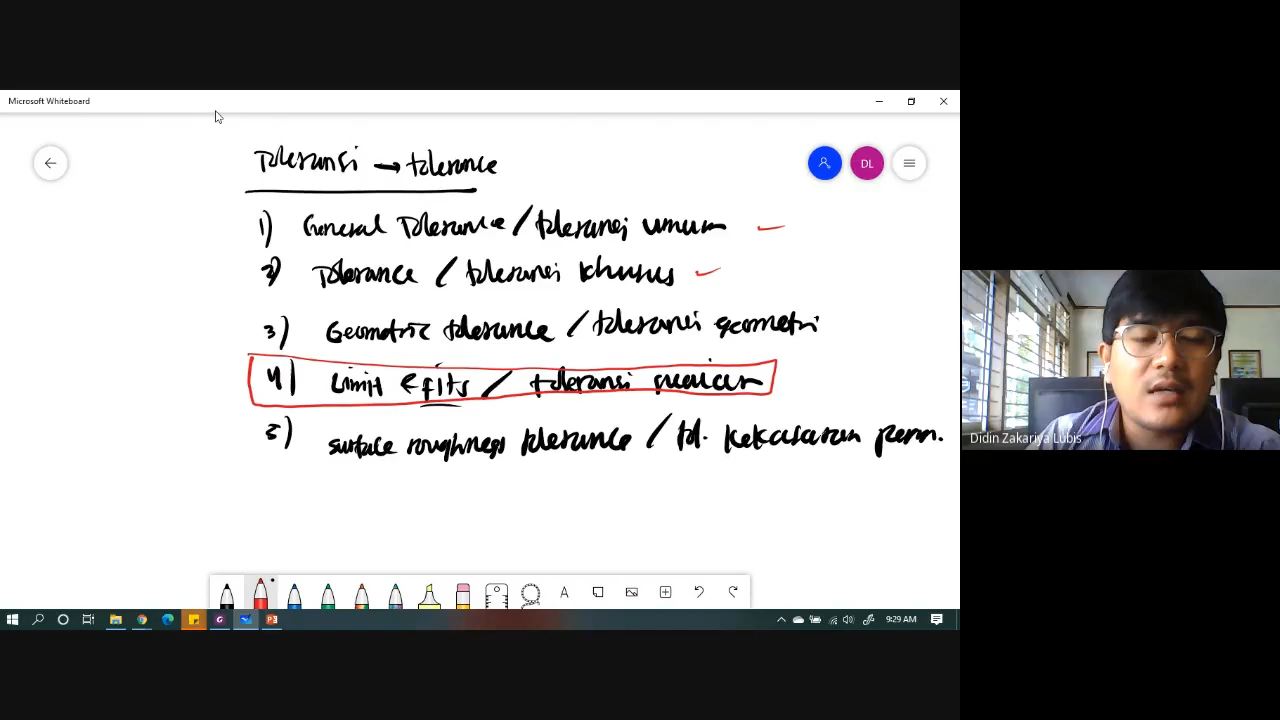 Microsoft Whiteboard
DL
Toleransi → tolerance
1) General Tolerance / toleransi umum
2) Tolerance / toleransi khusus
3) Geometric tolerance / toleransi geometri
4) Limit & fits / toleransi suaian
5) surface roughness tolerance / tol. kekasaran perm.
Didin Zakariya Lubis
A
9:29 AM